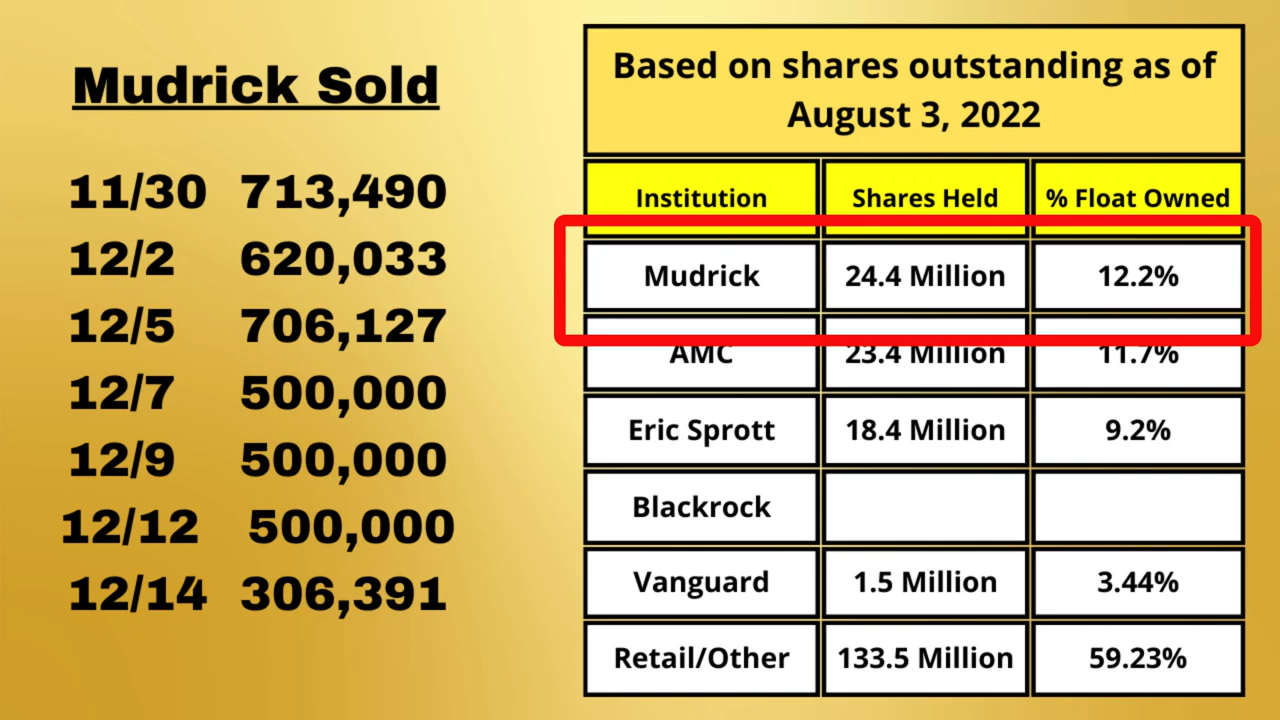 Mudrick Sold
11/30 713,490
12/2 620,033
12/5 706,127
12/7 500,000
12/9 500,000
12/12 500,000
12/14 306,391
Based on shares outstanding as of
August 3, 2022
Institution Shares Held % Float Owned
Mudrick 24.4 Million 12.2%
AMC 23.4 Million 11.7%
Eric Sprott 18.4 Million 9.2%
Blackrock
Vanguard 1.5 Million 3.44%
Retail/Other 133.5 Million 59.23%